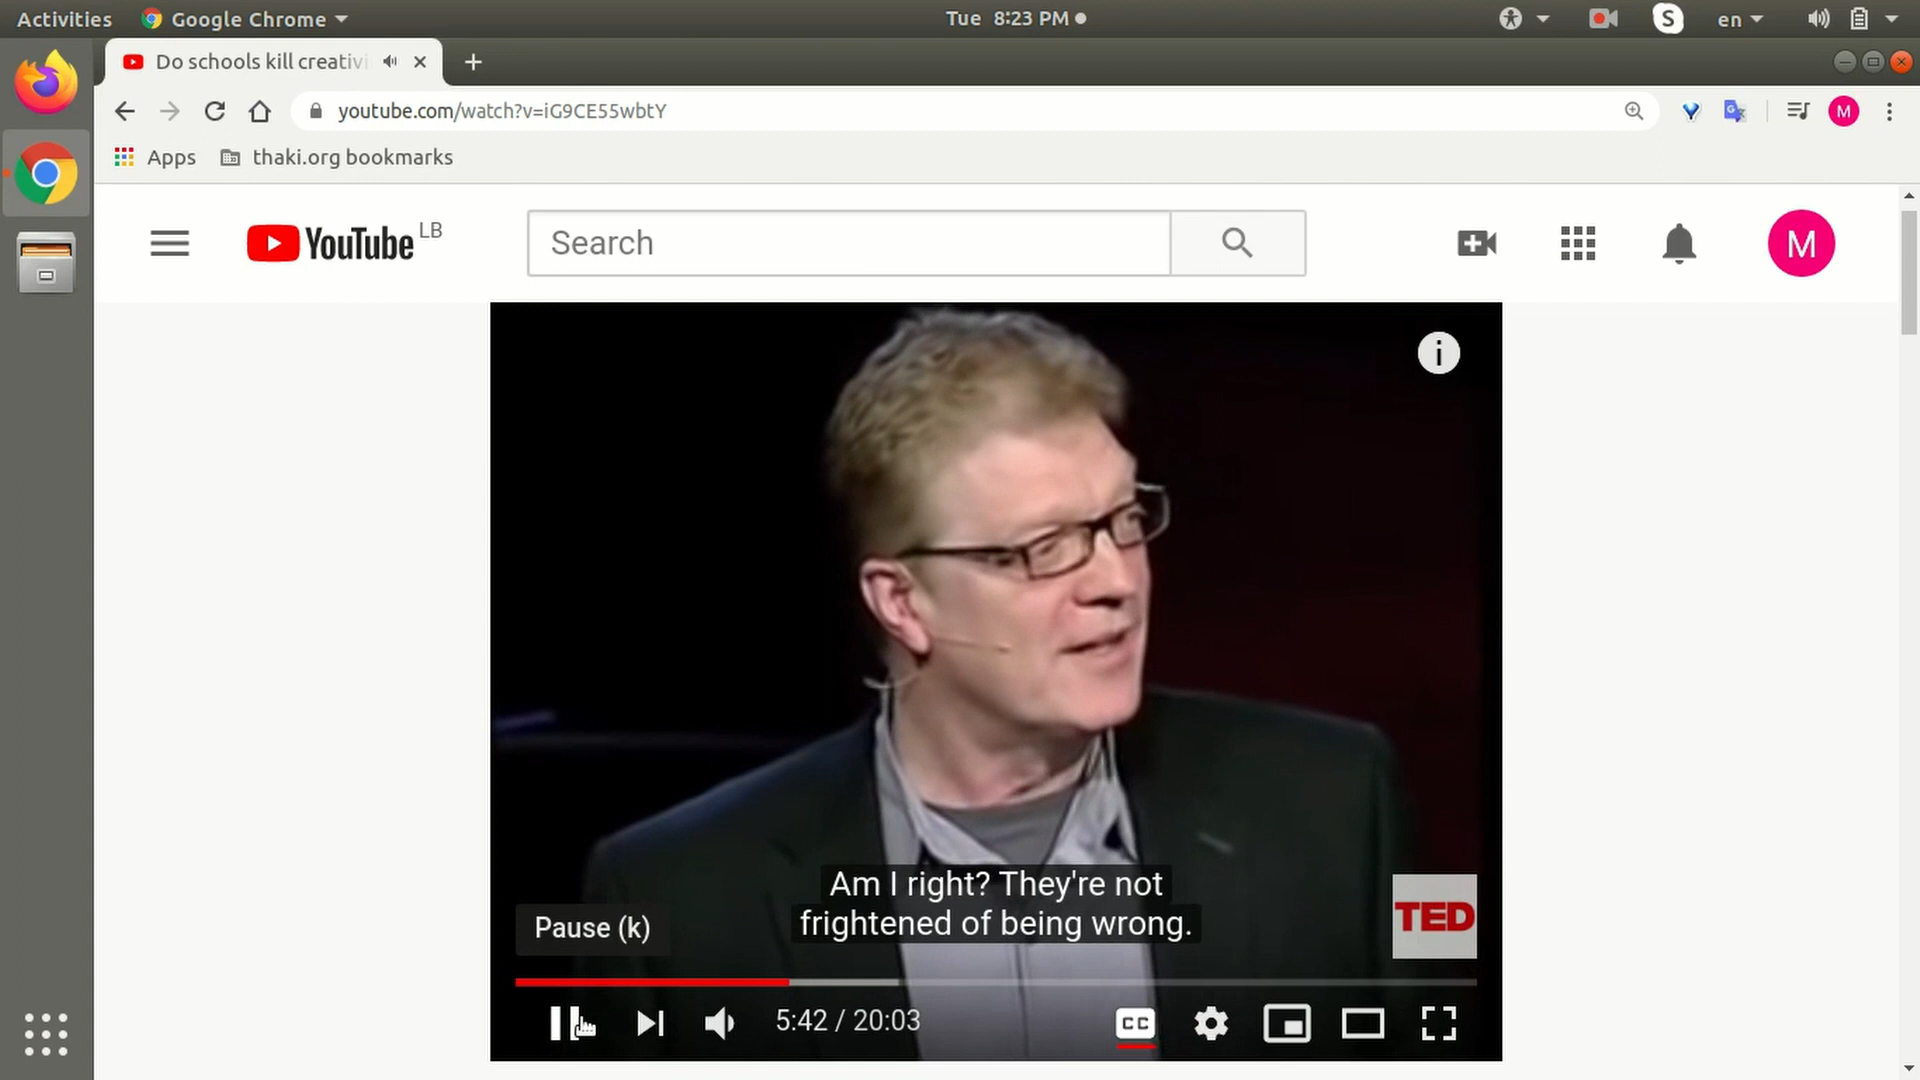 Activities
Google Chrome
Tue 8:23 PM
S
en
Do schools kill creativi
youtube.com/watch?v=iG9CE55wbtY
M
Apps
thaki.org bookmarks
YouTube LB
Search
M
i
Am I right? They're not
frightened of being wrong.
Pause (k)
TED
5:42 / 20:03
CC